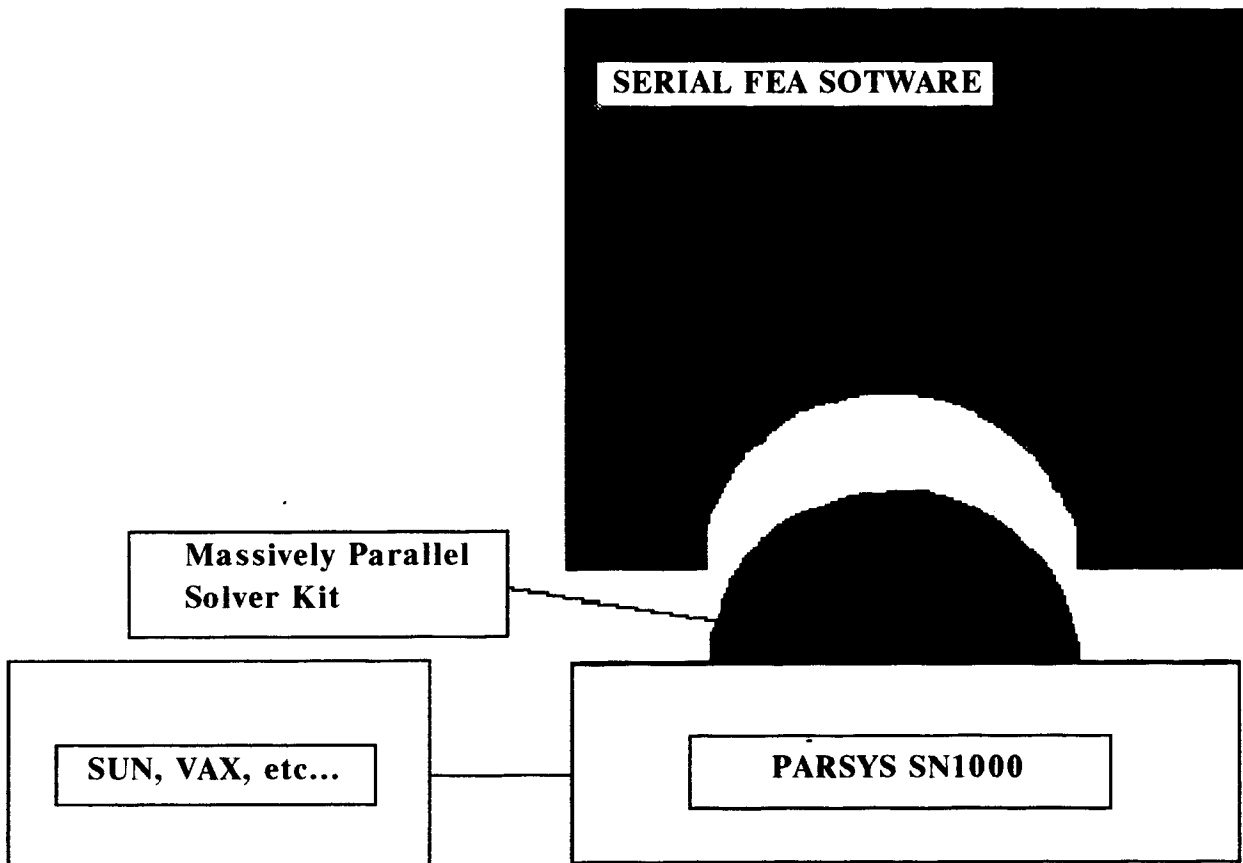 SERIAL FEA SOTWARE
Massively Parallel
Solver Kit
SUN, VAX, etc...
PARSYS SN1000